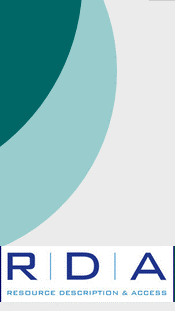 R | D | A
RESOURCE DESCRIPTION & ACCESS